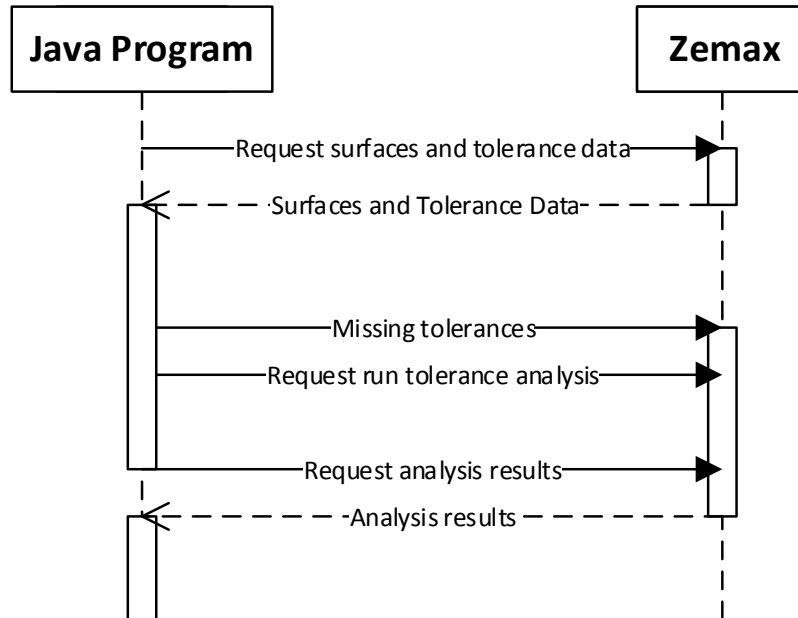 Java Program
Zemax
Request surfaces and tolerance data
Surfaces and Tolerance Data
Missing tolerances
Request run tolerance analysis
Request analysis results
Analysis results